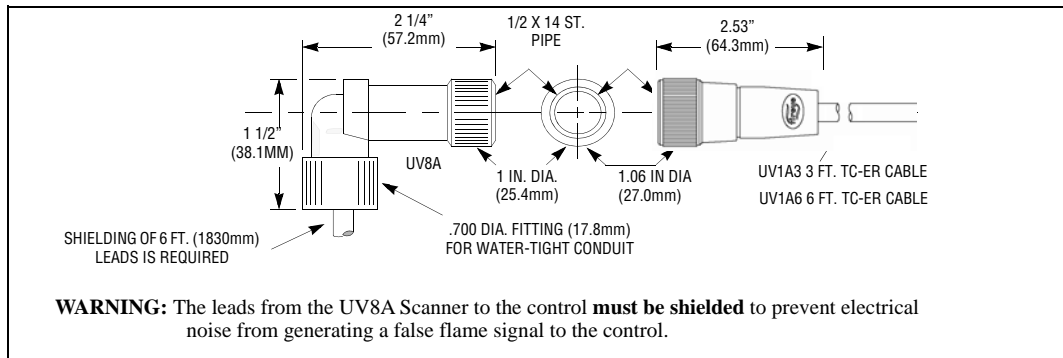 2 1/4”
(57.2mm)
1/2 X 14 ST.
PIPE
2.53”
(64.3mm)
1 1/2”
(38.1MM)
UV8A
1 IN. DIA.
(25.4mm)
1.06 IN DIA
(27.0mm)
UV1A3 3 FT. TC-ER CABLE
UV1A6 6 FT. TC-ER CABLE
SHIELDING OF 6 FT. (1830mm)
LEADS IS REQUIRED
.700 DIA. FITTING (17.8mm)
FOR WATER-TIGHT CONDUIT
WARNING: The leads from the UV8A Scanner to the control must be shielded to prevent electrical
noise from generating a false flame signal to the control.